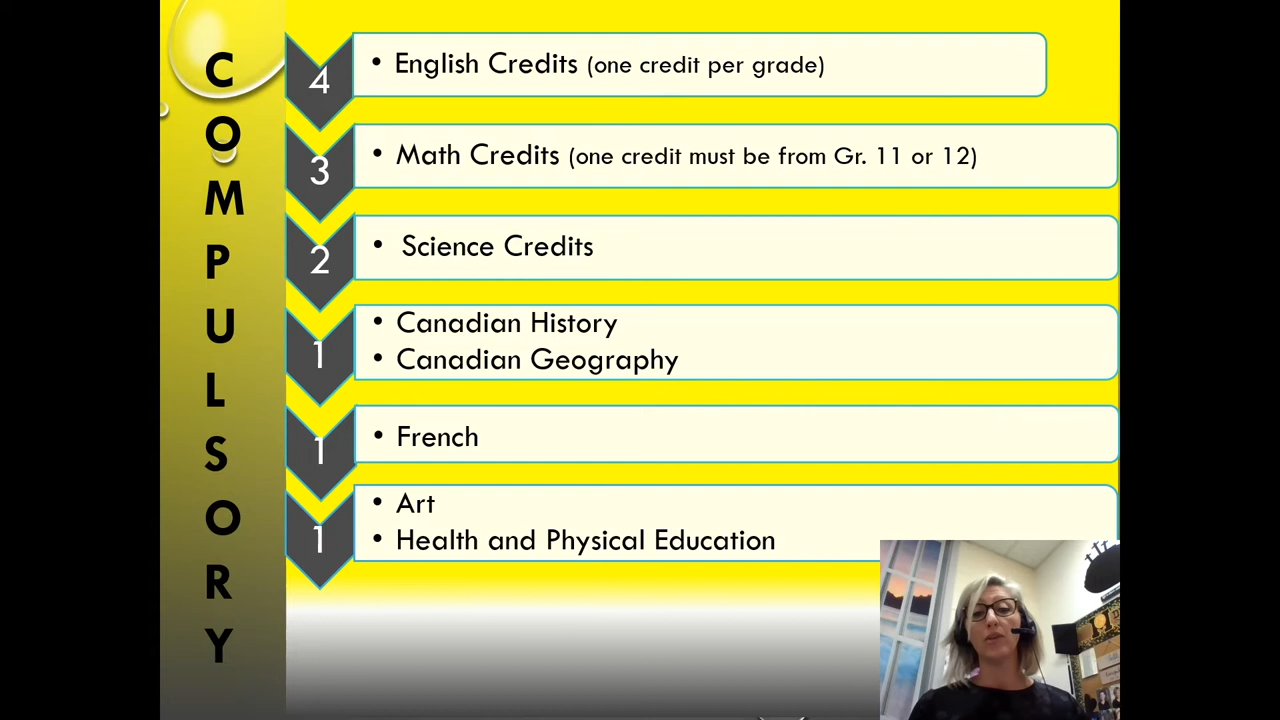 COMPULSORY
4
• English Credits (one credit per grade)
3
• Math Credits (one credit must be from Gr. 11 or 12)
2
• Science Credits
1
• Canadian History
• Canadian Geography
1
• French
1
• Art
• Health and Physical Education